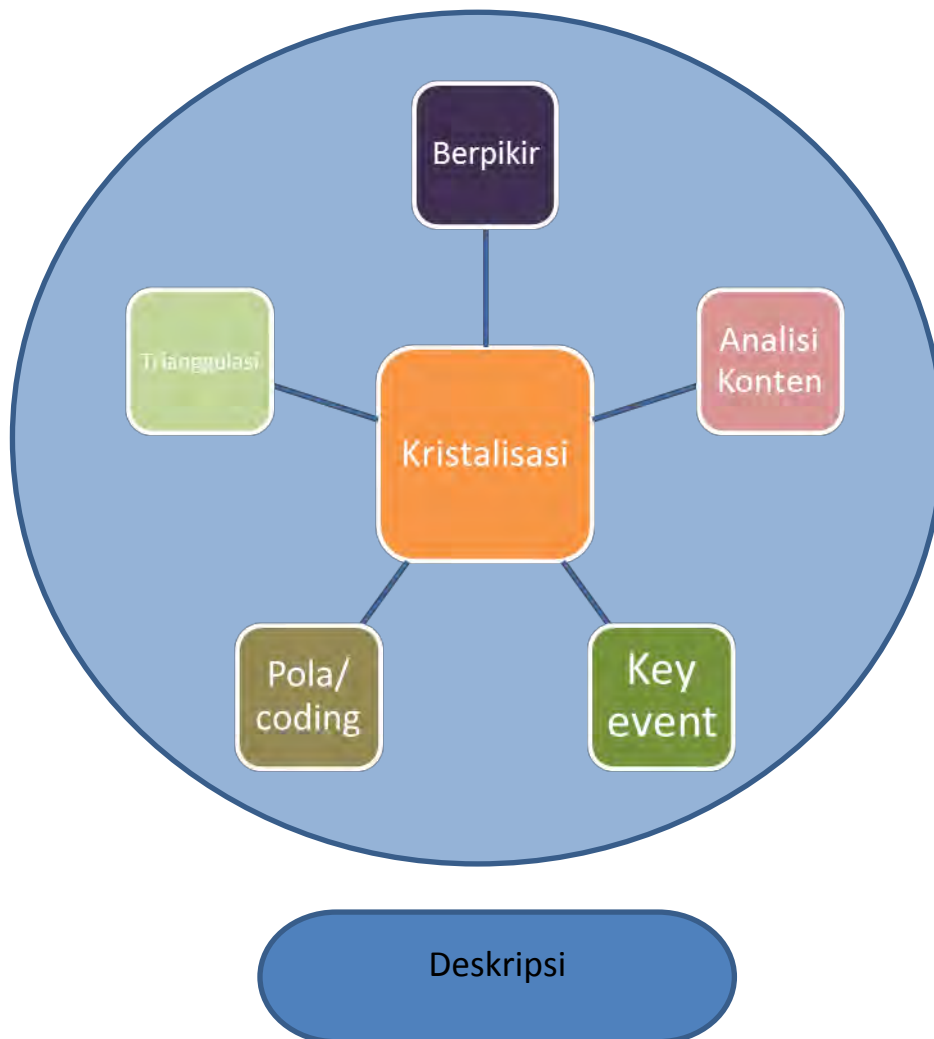 Berpikir
Trianggulasi
Analisi
Konten
Kristalisasi
Pola/
coding
Key
event
Deskripsi